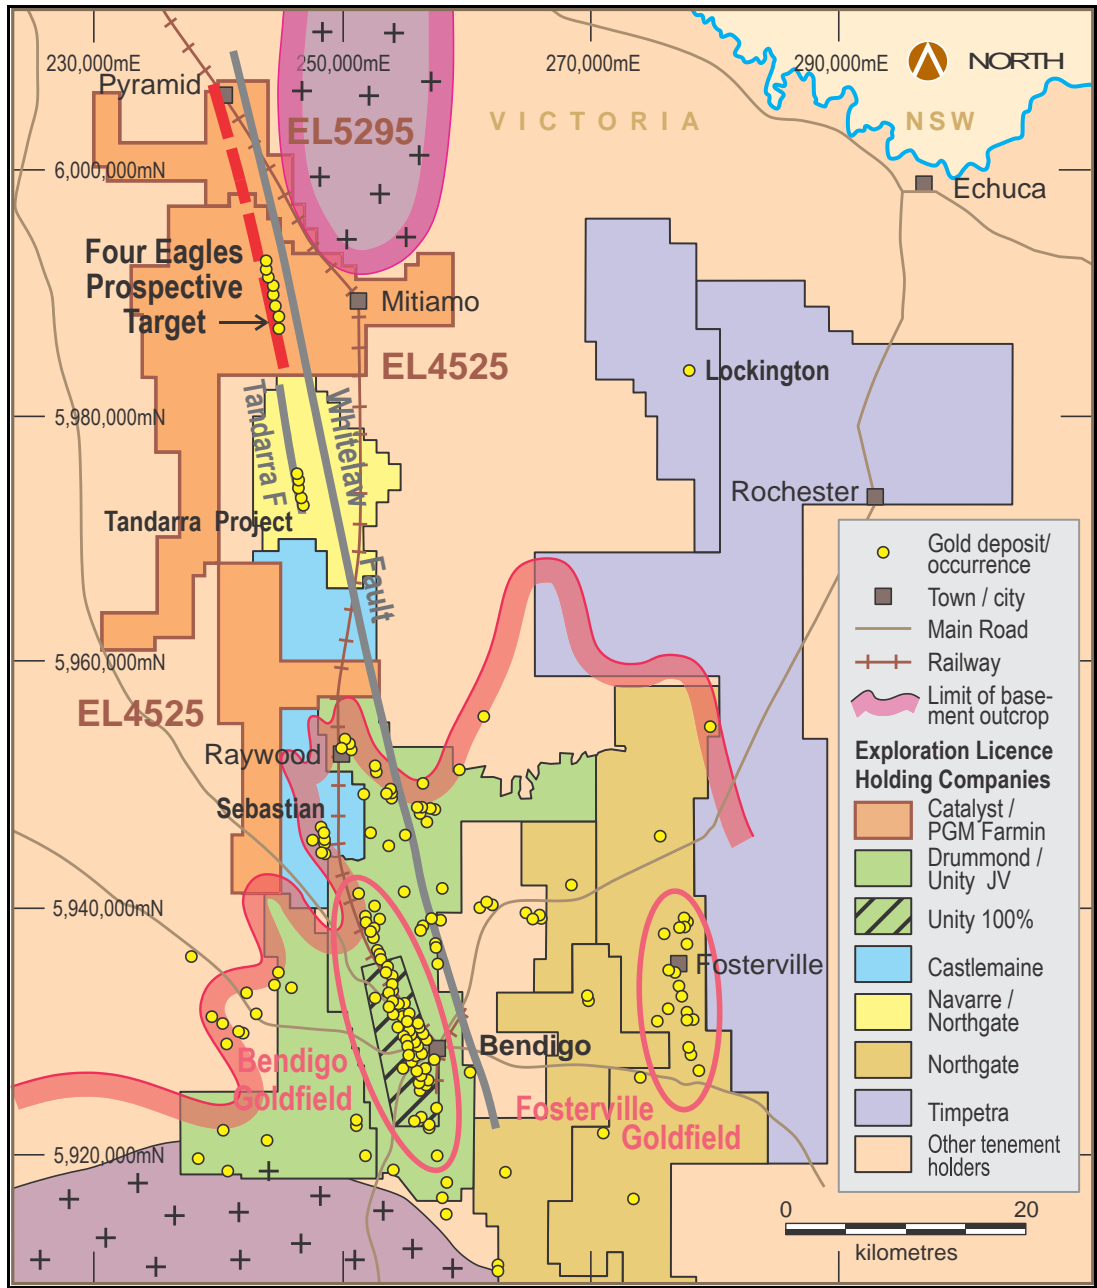 230,000mE
250,000mE
270,000mE
290,000mE
NORTH
Pyramid
EL5295
VICTORIA
NSW
6,000,000mN
Echuca
Four Eagles
Prospective
Target
Mitiamo
EL4525
Lockington
5,980,000mN
Tandarra F
Whitelaw
Fault
Rochester
Tandarra Project
5,960,000mN
EL4525
Raywood
Sebastian
5,940,000mN
Fosterville
Bendigo
Bendigo
Goldfield
Fosterville
Goldfield
5,920,000mN
Gold deposit/
occurrence
Town / city
Main Road
Railway
Limit of base-
ment outcrop
Exploration Licence
Holding Companies
Catalyst /
PGM Farmin
Drummond /
Unity JV
Unity 100%
Castlemaine
Navarre /
Northgate
Northgate
Timpetra
Other tenement
holders
0
20
kilometres